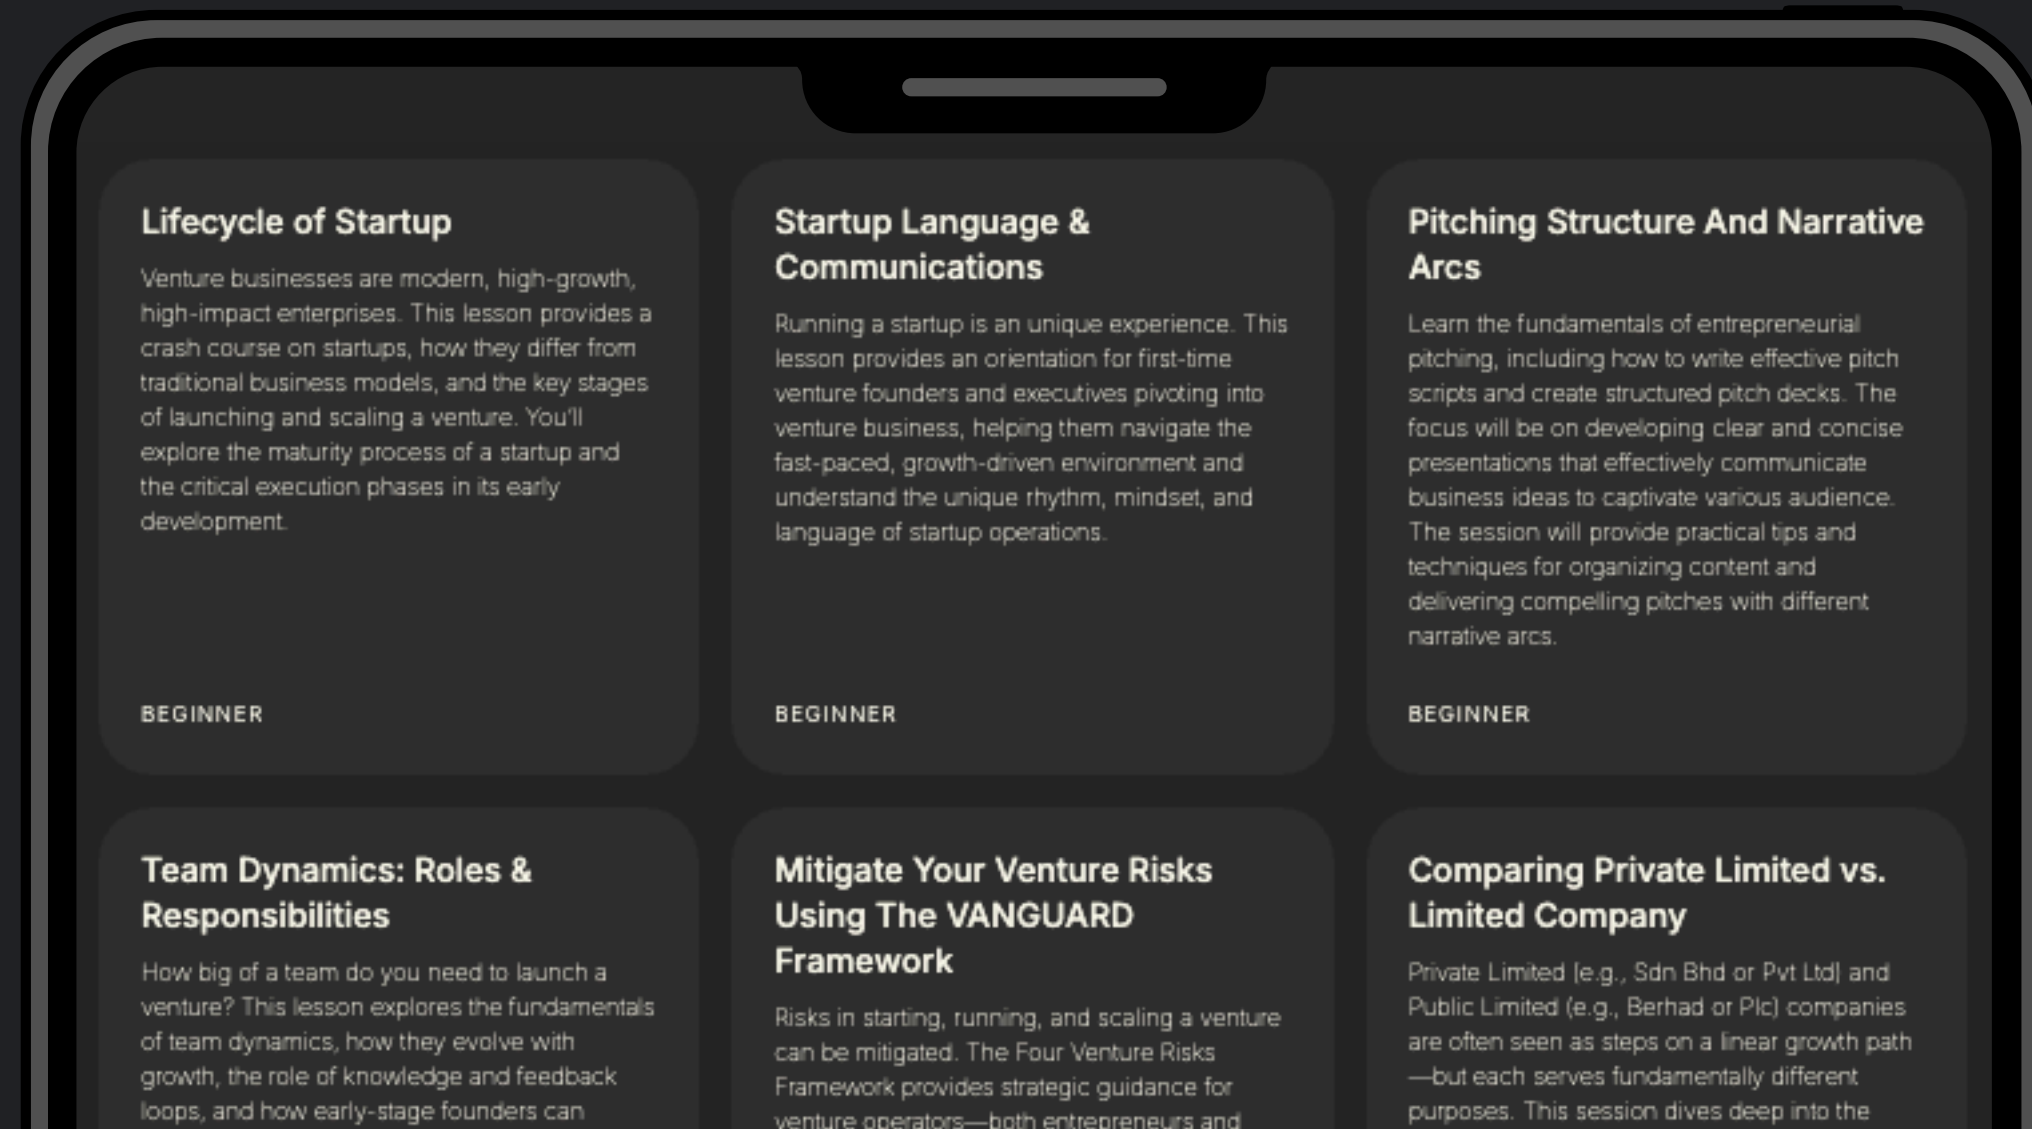 Lifecycle of Startup
Venture businesses are modern, high-growth,
high-impact enterprises. This lesson provides a
crash course on startups, how they differ from
traditional business models, and the key stages
of launching and scaling a venture. You'll
explore the maturity process of a startup and
the critical execution phases in its early
development.
BEGINNER
Startup Language &
Communications
Running a startup is an unique experience. This
lesson provides an orientation for first-time
venture founders and executives pivoting into
venture business, helping them navigate the
fast-paced, growth-driven environment and
understand the unique rhythm, mindset, and
language of startup operations.
BEGINNER
Pitching Structure And Narrative
Arcs
Learn the fundamentals of entrepreneurial
pitching, including how to write effective pitch
scripts and create structured pitch decks. The
focus will be on developing clear and concise
presentations that effectively communicate
business ideas to captivate various audience.
The session will provide practical tips and
techniques for organizing content and
delivering compelling pitches with different
narrative arcs.
BEGINNER
Team Dynamics: Roles &
Responsibilities
How big of a team do you need to launch a
venture? This lesson explores the fundamentals
of team dynamics, how they evolve with
growth, the role of knowledge and feedback
loops, and how early-stage founders can
Mitigate Your Venture Risks
Using The VANGUARD
Framework
Risks in starting, running, and scaling a venture
can be mitigated. The Four Venture Risks
Framework provides strategic guidance for
venture operators—both entrepreneurs and
Comparing Private Limited vs.
Limited Company
Private Limited (e.g., Sdn Bhd or Pvt Ltd) and
Public Limited (e.g., Berhad or Plc) companies
are often seen as steps on a linear growth path
—but each serves fundamentally different
purposes. This session dives deep into the